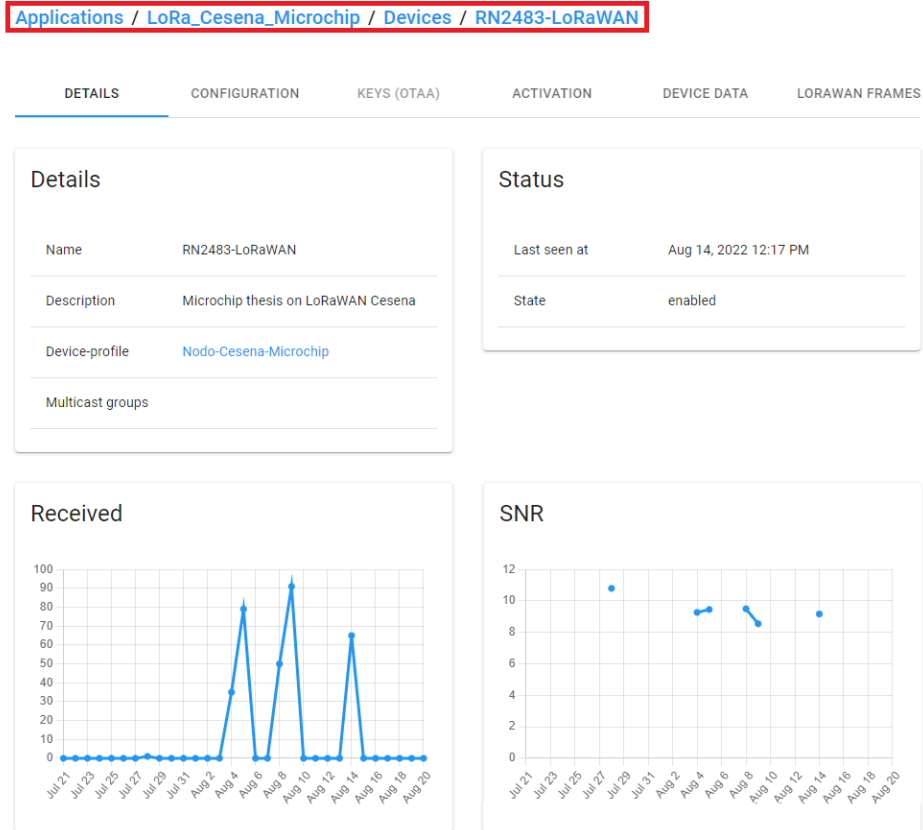 Applications / LoRa_Cesena_Microchip / Devices / RN2483-LoRaWAN
DETAILS CONFIGURATION KEYS (OTAA) ACTIVATION DEVICE DATA LORAWAN FRAMES
Details
Name RN2483-LoRaWAN
Description Microchip thesis on LoRaWAN Cesena
Device-profile Nodo-Cesena-Microchip
Multicast groups
Status
Last seen at Aug 14, 2022 12:17 PM
State enabled
Received
100
90
80
70
60
50
40
30
20
10
0
Jul 21 Jul 23 Jul 25 Jul 27 Jul 29 Jul 31 Aug 2 Aug 4 Aug 6 Aug 8 Aug 10 Aug 12 Aug 14 Aug 16 Aug 18 Aug 20
SNR
12
10
8
6
4
2
0
Jul 21 Jul 23 Jul 25 Jul 27 Jul 29 Jul 31 Aug 2 Aug 4 Aug 6 Aug 8 Aug 10 Aug 12 Aug 14 Aug 16 Aug 18 Aug 20